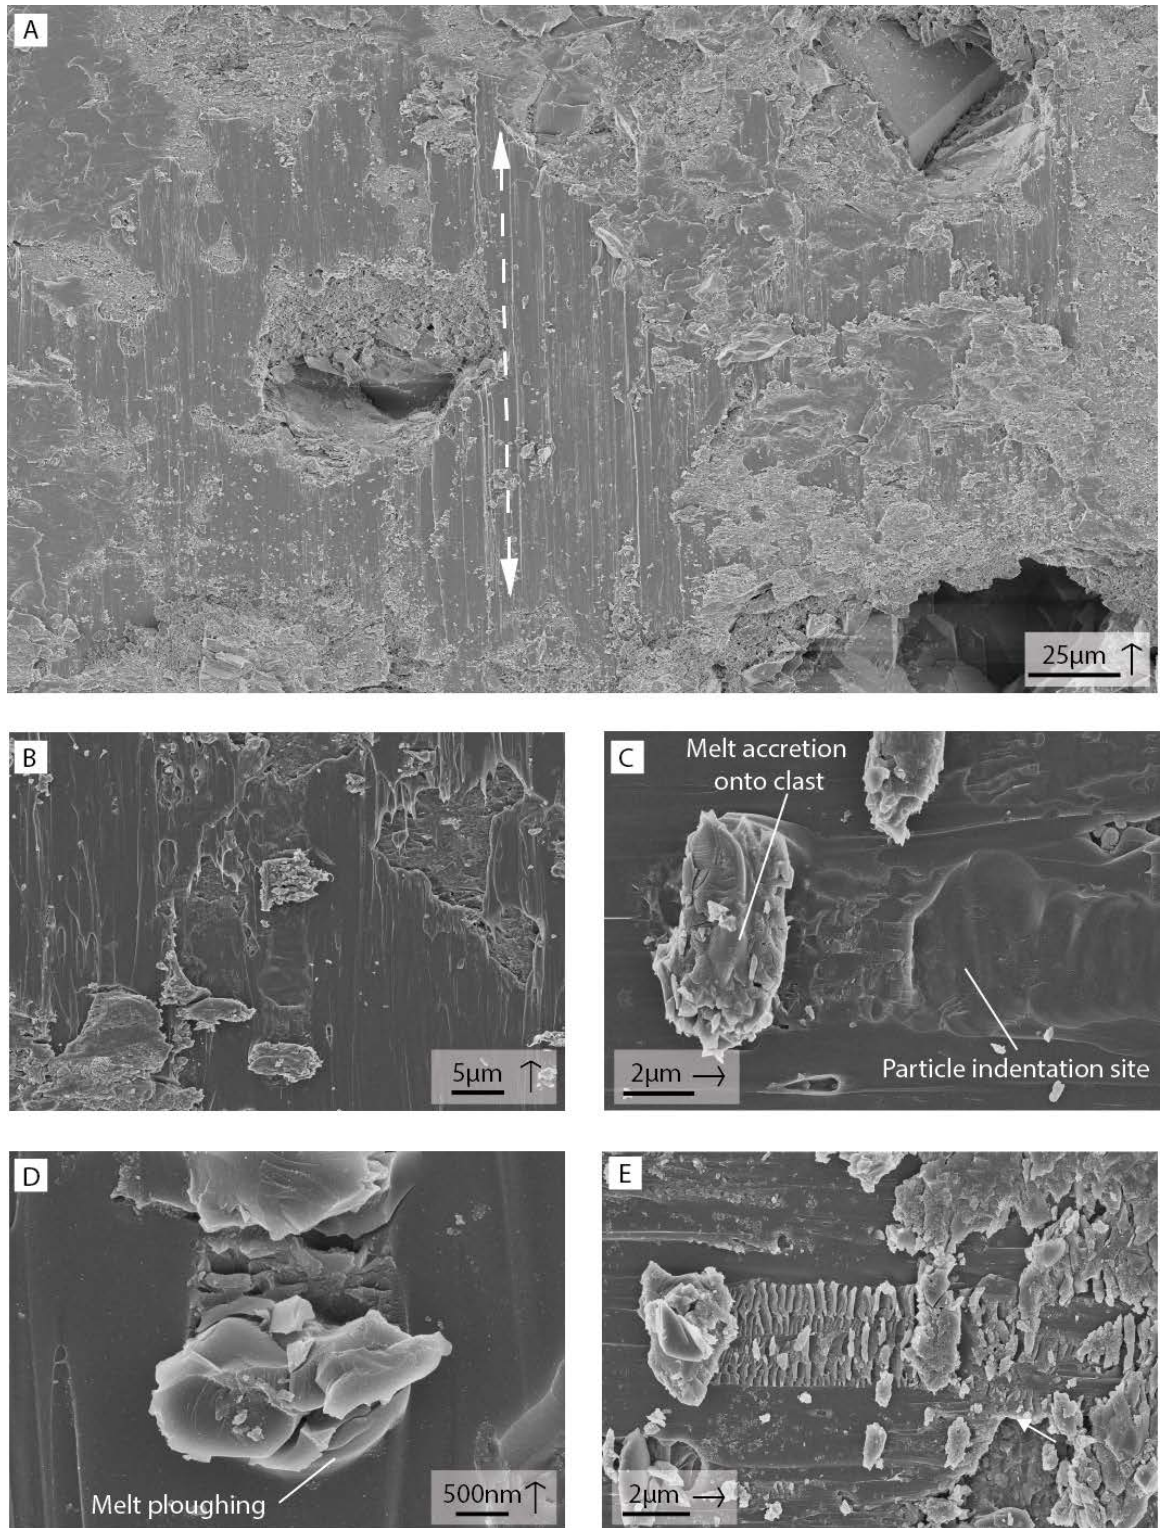 A
25μm ↑
B
5μm ↑
C
Melt accretion
onto clast
Particle indentation site
2μm →
D
Melt ploughing
500nm ↑
E
2μm →